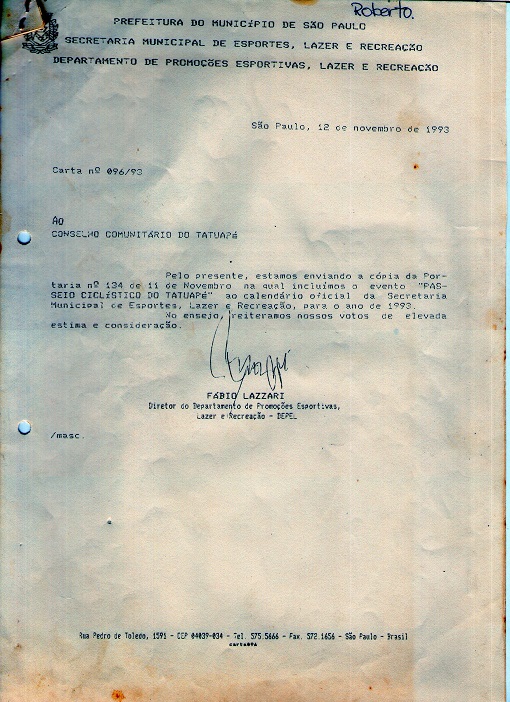 Roberto.
PREFEITURA DO MUNICíPIO DE SãO PAULO
SECRETARIA MUNICIPAL DE ESPORTES, LAZER E RECREAÇÃO
DEPARTAMENTO DE PROMOÇÕES ESPORTIVAS, LAZER E RECREAÇÃO
São Paulo, 12 de novembro de 1993
Carta nº 096/93
AO
CONSELHO COMUNITáRIO DO TATUAPé
Pelo presente, estamos enviando a cópia da Por-
taria nº 134 de 11 de Novembro na qual incluímos o evento "PAS-
SEIO CICLíSTICO DO TATUAPé" ao calendário oficial da Secretaria
Municipal de Esportes, Lazer e Recreação, para o ano de 1993.
No ensejo, reiteramos nossos votos de elevada
estima e consideração.
FáBIO LAZZARI
Diretor do Departamento de Promoções Esportivas,
Lazer e Recreação - DEPEL
/masc.
Rua Pedro de Toledo, 1591 - CEP 04039-034 - Tel. 575.5666 - Fax. 572.1656 - São Paulo - Brasil